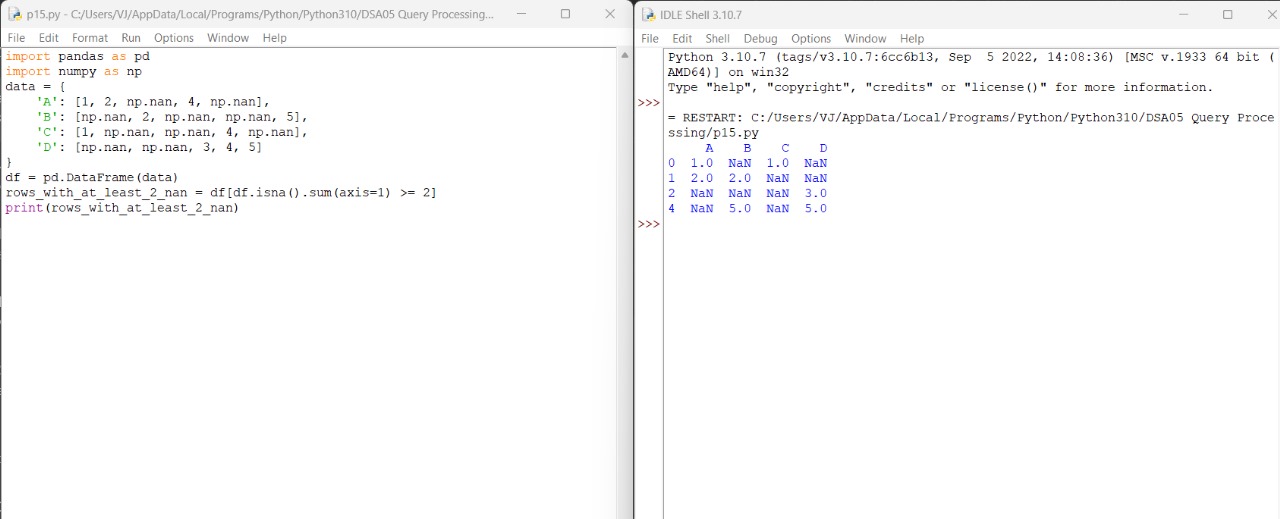 p15.py - C:/Users/VJ/AppData/Local/Programs/Python/Python310/DSA05 Query Processing...
File Edit Format Run Options Window Help
import pandas as pd
import numpy as np
data = {
    'A': [1, 2, np.nan, 4, np.nan],
    'B': [np.nan, 2, np.nan, np.nan, 5],
    'C': [1, np.nan, np.nan, 4, np.nan],
    'D': [np.nan, np.nan, 3, 4, 5]
}
df = pd.DataFrame(data)
rows_with_at_least_2_nan = df[df.isna().sum(axis=1) >= 2]
print(rows_with_at_least_2_nan)
IDLE Shell 3.10.7
File Edit Shell Debug Options Window Help
Python 3.10.7 (tags/v3.10.7:6cc6b13, Sep  5 2022, 14:08:36) [MSC v.1933 64 bit (
AMD64)] on win32
Type "help", "copyright", "credits" or "license()" for more information.
>>>
= RESTART: C:/Users/VJ/AppData/Local/Programs/Python/Python310/DSA05 Query Proce
ssing/p15.py
     A    B    C    D
0  1.0  NaN  1.0  NaN
1  2.0  2.0  NaN  NaN
2  NaN  NaN  NaN  3.0
4  NaN  5.0  NaN  5.0
>>>